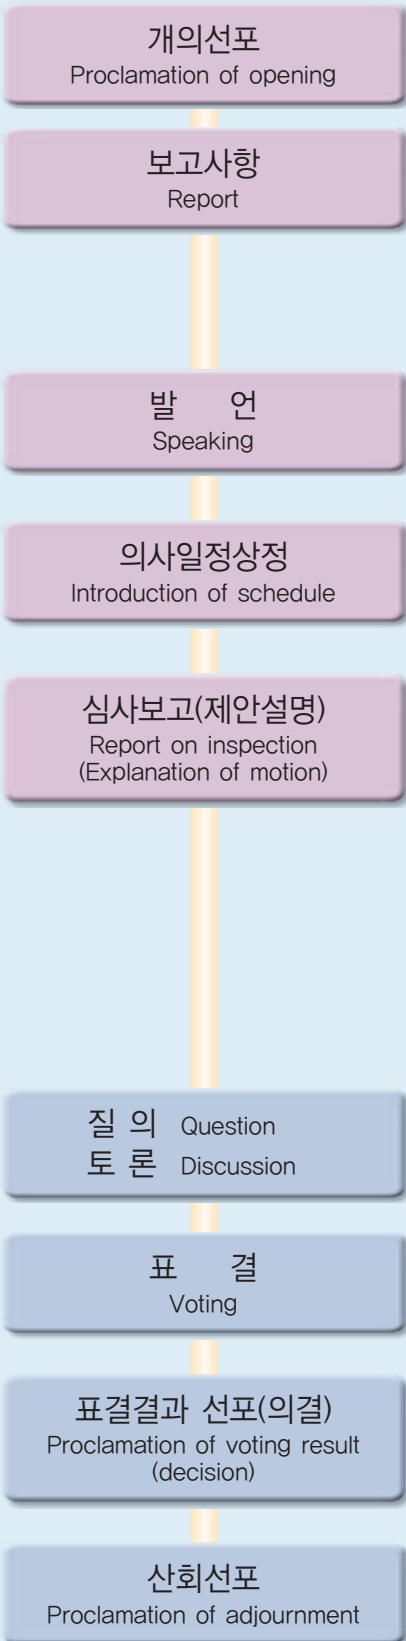 개의선포
Proclamation of opening
보고사항
Report
발 언
Speaking
의사일정상정
Introduction of schedule
심사보고(제안설명)
Report on inspection
(Explanation of motion)
질 의 Question
토 론 Discussion
표 결
Voting
표결결과 선포(의결)
Proclamation of voting result
(decision)
산회선포
Proclamation of adjournment